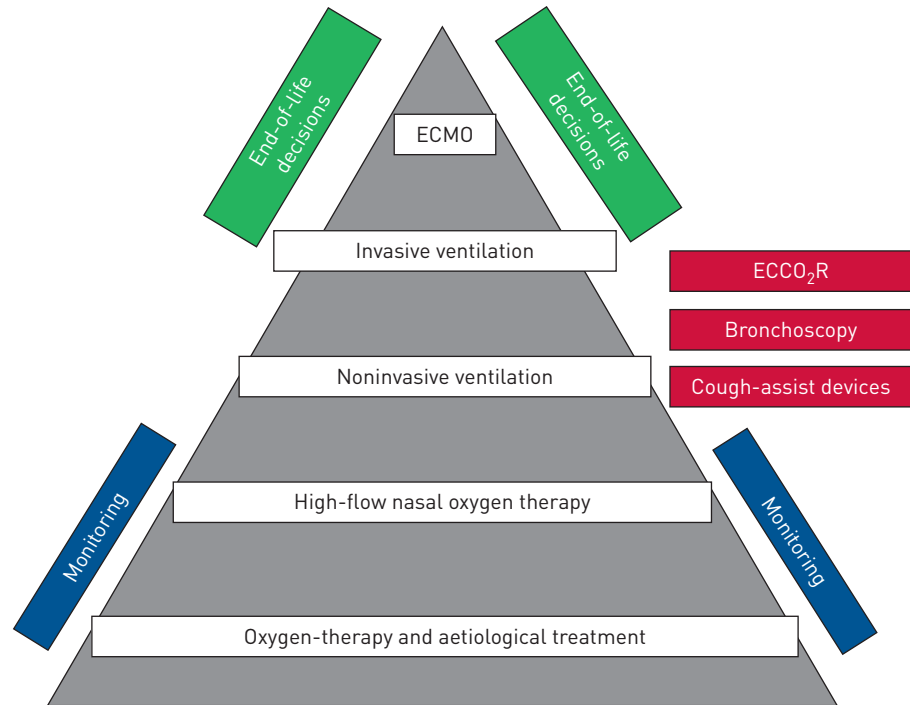 End-of-life
decisions
End-of-life
decisions
ECMO
Invasive ventilation
ECCO₂R
Bronchoscopy
Noninvasive ventilation
Cough-assist devices
Monitoring
High-flow nasal oxygen therapy
Monitoring
Oxygen-therapy and aetiological treatment